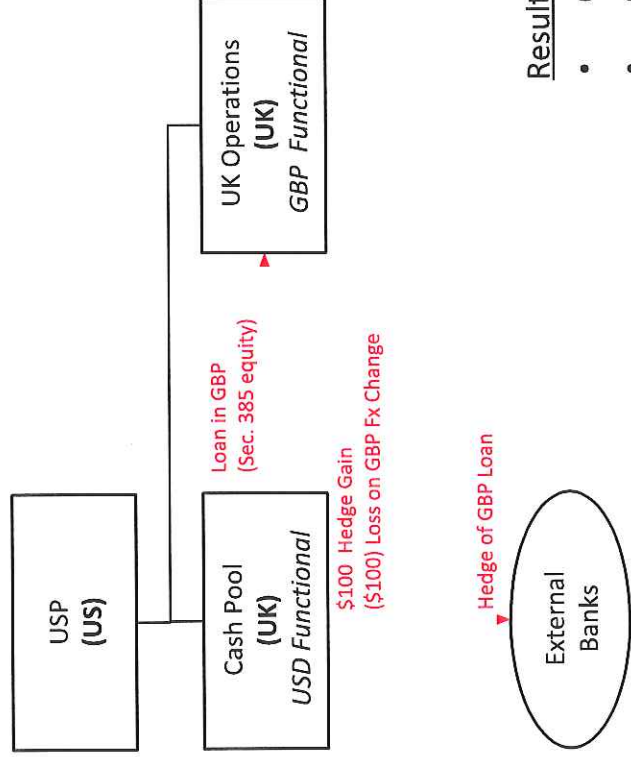 USP
(US)
Cash Pool
(UK)
USD Functional
UK Operations
(UK)
GBP Functional
Loan in GBP
(Sec. 385 equity)
$100 Hedge Gain
($100) Loss on GBP Fx Change
Hedge of GBP Loan
External
Banks
Result
•
•